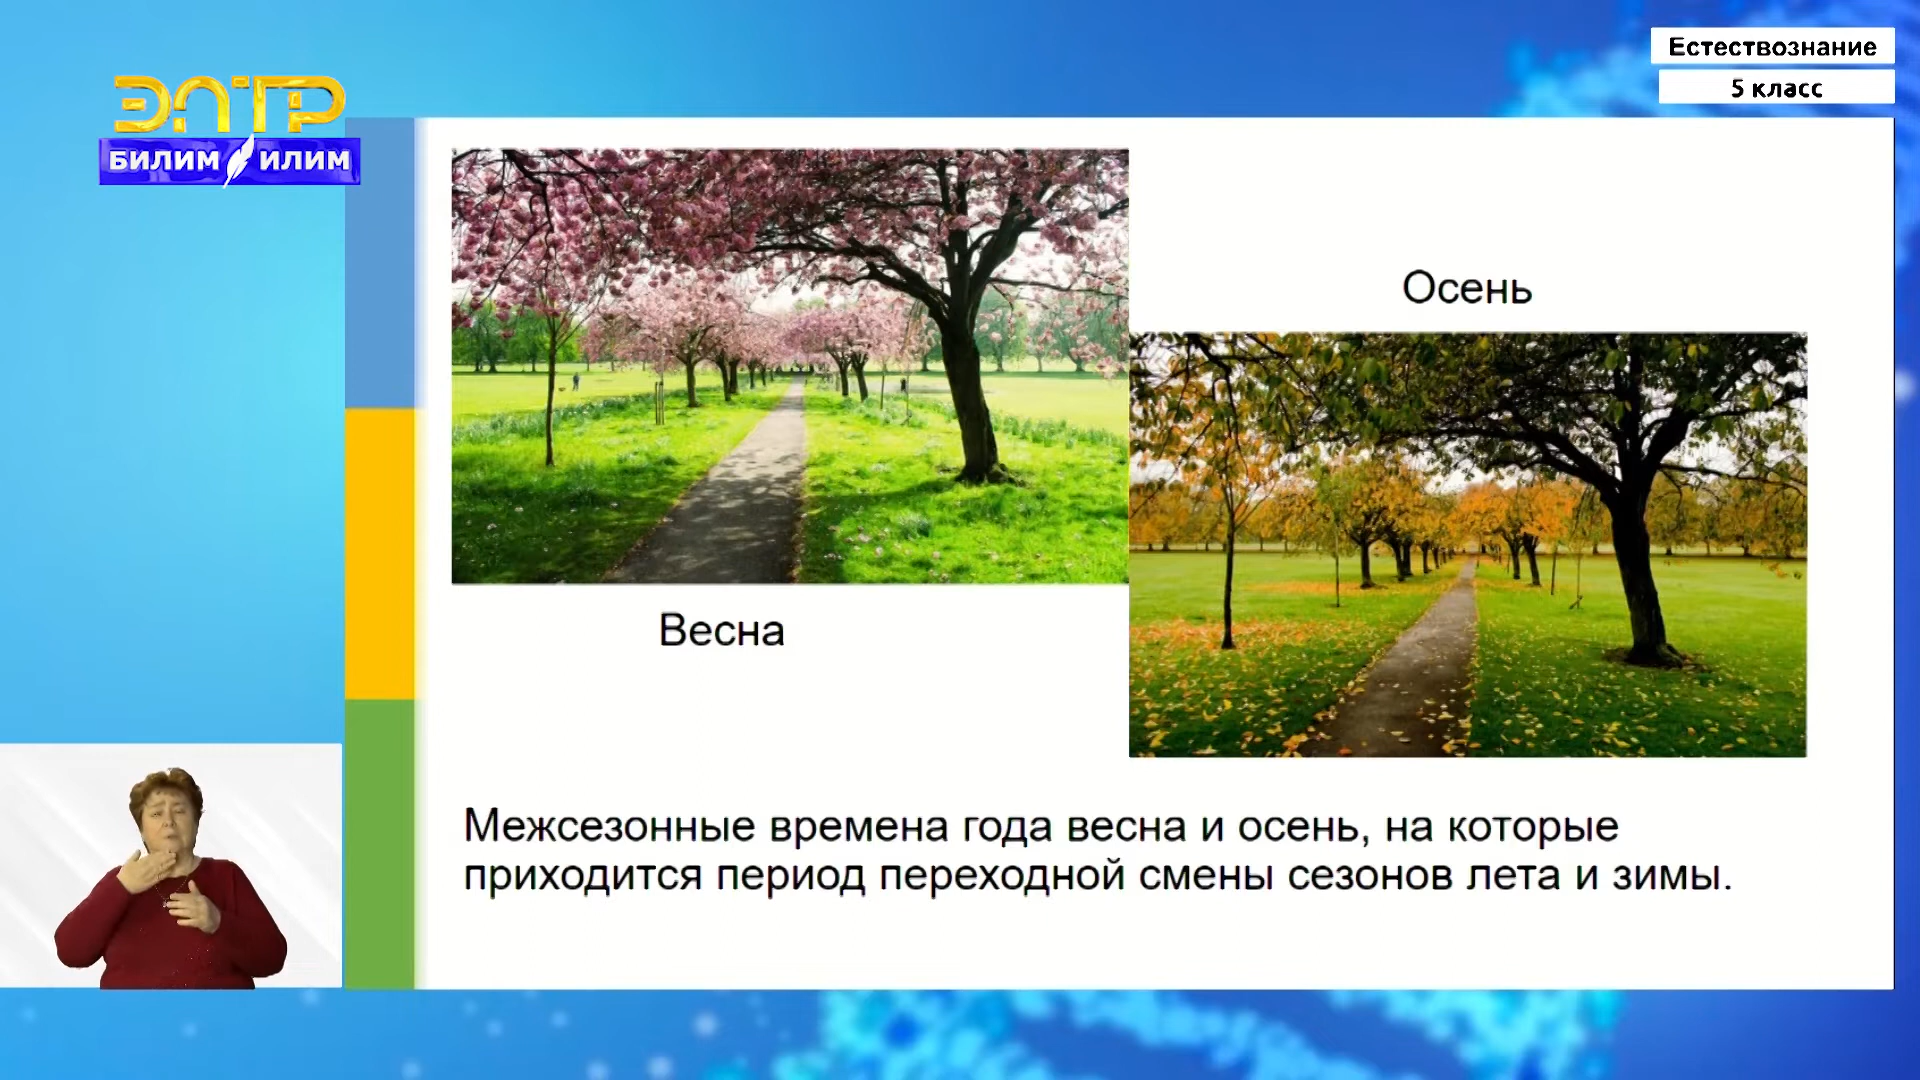 Естествознание
5 класс
ЭЛТР
БИЛИМ ИЛИМ
Осень
Весна
Межсезонные времена года весна и осень, на которые
приходится период переходной смены сезонов лета и зимы.